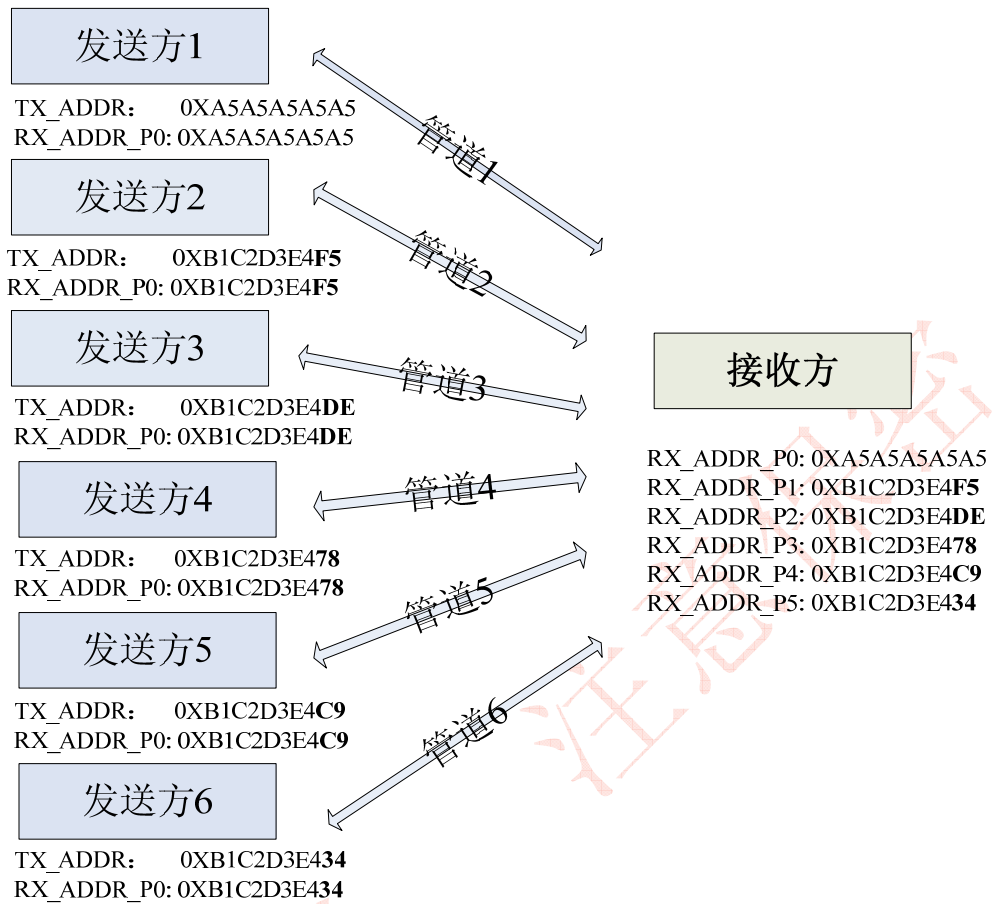 发送方1
TX_ADDR: 0XA5A5A5A5A5
RX_ADDR_P0: 0XA5A5A5A5A5
管道1
发送方2
TX_ADDR: 0XB1C2D3E4F5
RX_ADDR_P0: 0XB1C2D3E4F5
管道2
发送方3
TX_ADDR: 0XB1C2D3E4DE
RX_ADDR_P0: 0XB1C2D3E4DE
管道3
发送方4
TX_ADDR: 0XB1C2D3E478
RX_ADDR_P0: 0XB1C2D3E478
管道4
发送方5
TX_ADDR: 0XB1C2D3E4C9
RX_ADDR_P0: 0XB1C2D3E4C9
管道5
发送方6
TX_ADDR: 0XB1C2D3E434
RX_ADDR_P0: 0XB1C2D3E434
管道6
接收方
RX_ADDR_P0: 0XA5A5A5A5A5
RX_ADDR_P1: 0XB1C2D3E4F5
RX_ADDR_P2: 0XB1C2D3E4DE
RX_ADDR_P3: 0XB1C2D3E478
RX_ADDR_P4: 0XB1C2D3E4C9
RX_ADDR_P5: 0XB1C2D3E434
注意保密